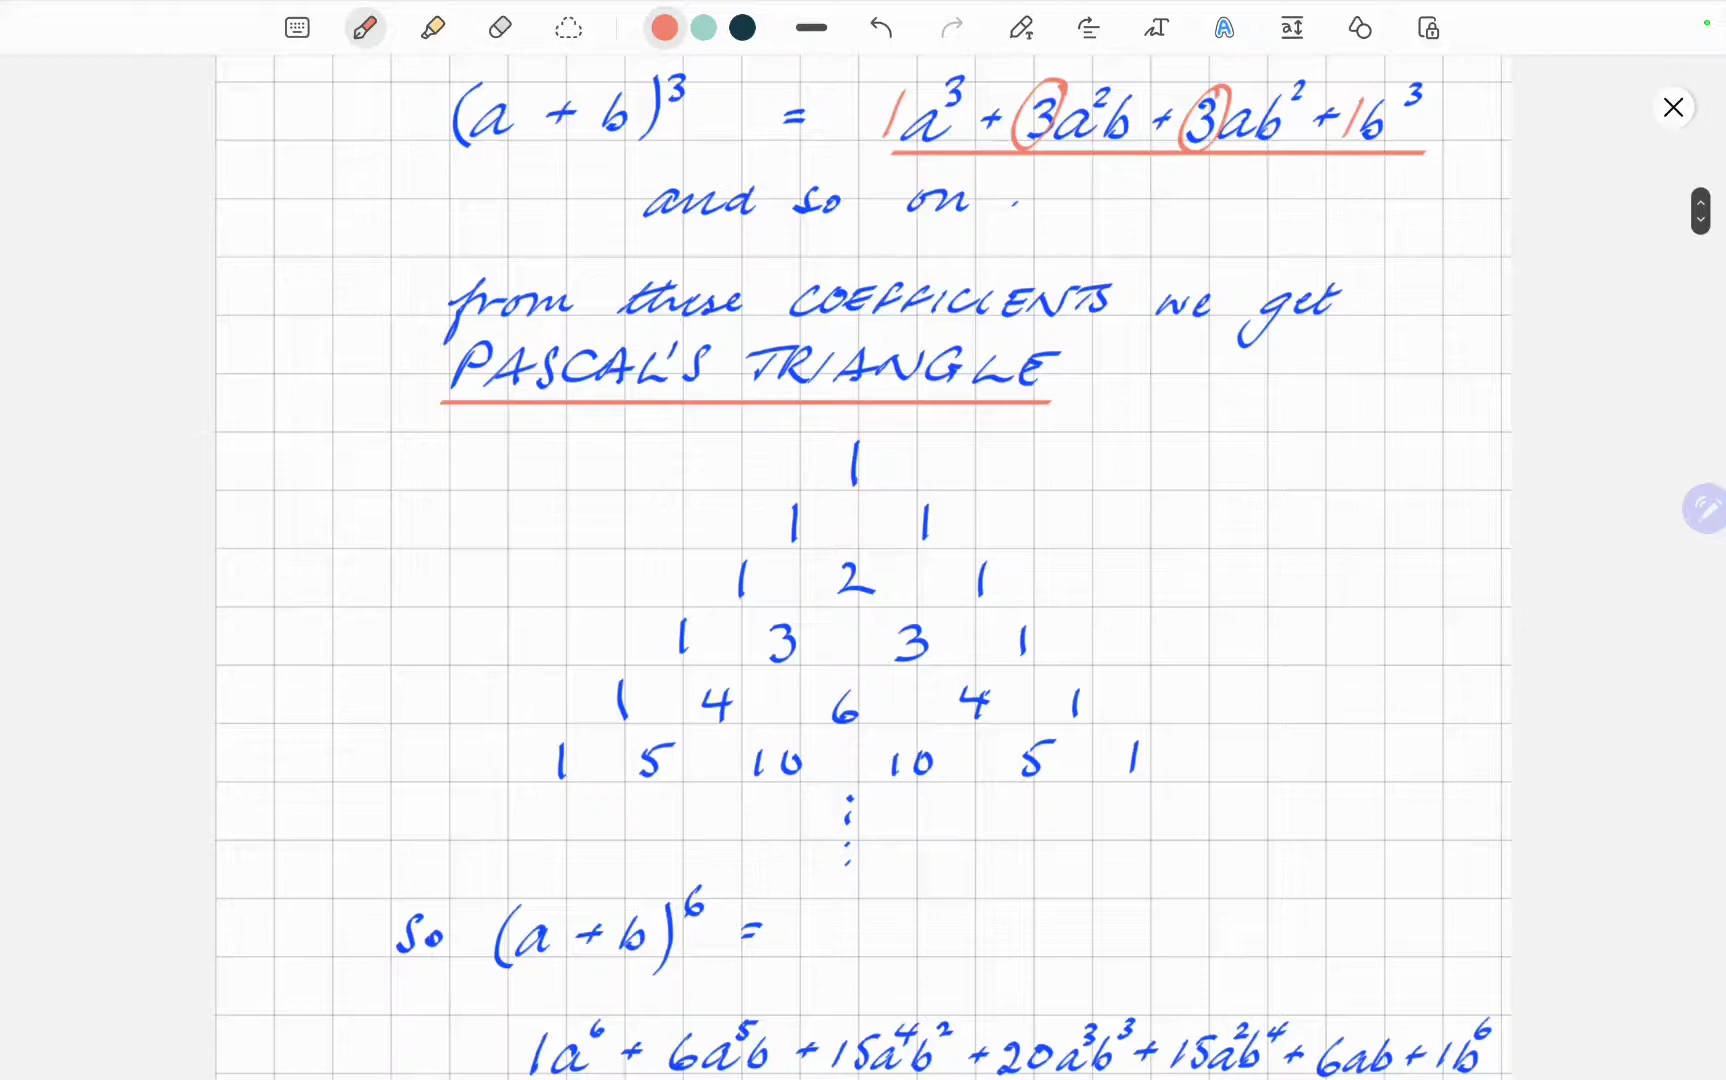 (a + b)³ = 1a³ + 3a²b + 3ab² + 1b³
and so on .
from these COEFFICIENTS we get
PASCAL'S TRIANGLE
1
1 1
1 2 1
1 3 3 1
1 4 6 4 1
1 5 10 10 5 1
So (a + b)⁶ =
1a⁶ + 6a⁵b + 15a⁴b² + 20a³b³ + 15a²b⁴ + 6ab + 1b⁶